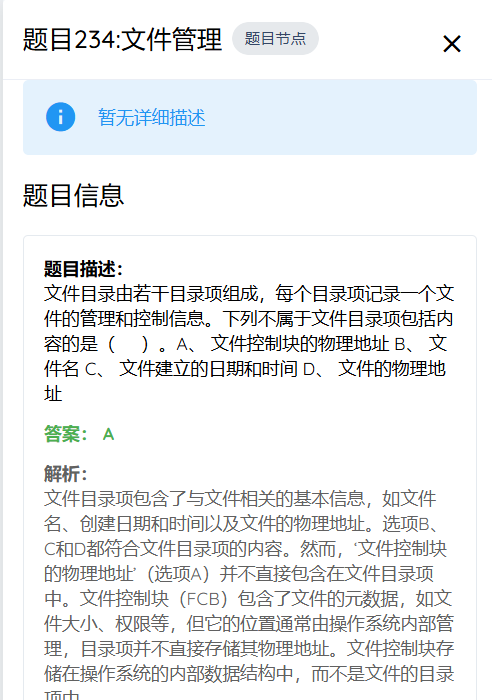 题目234:文件管理 题目节点
暂无详细描述
题目信息
题目描述：
文件目录由若干目录项组成，每个目录项记录一个文
件的管理和控制信息。下列不属于文件目录项包括内
容的是（ ）。A、 文件控制块的物理地址 B、 文
件名 C、 文件建立的日期和时间 D、 文件的物理地
址
答案： A
解析：
文件目录项包含了与文件相关的基本信息，如文件
名、创建日期和时间以及文件的物理地址。选项B、
C和D都符合文件目录项的内容。然而，‘文件控制块
的物理地址’（选项A）并不直接包含在文件目录项
中。文件控制块（FCB）包含了文件的元数据，如文
件大小、权限等，但它的位置通常由操作系统内部管
理，目录项并不直接存储其物理地址。文件控制块存
储在操作系统的内部数据结构中，而不是文件的目录
项中